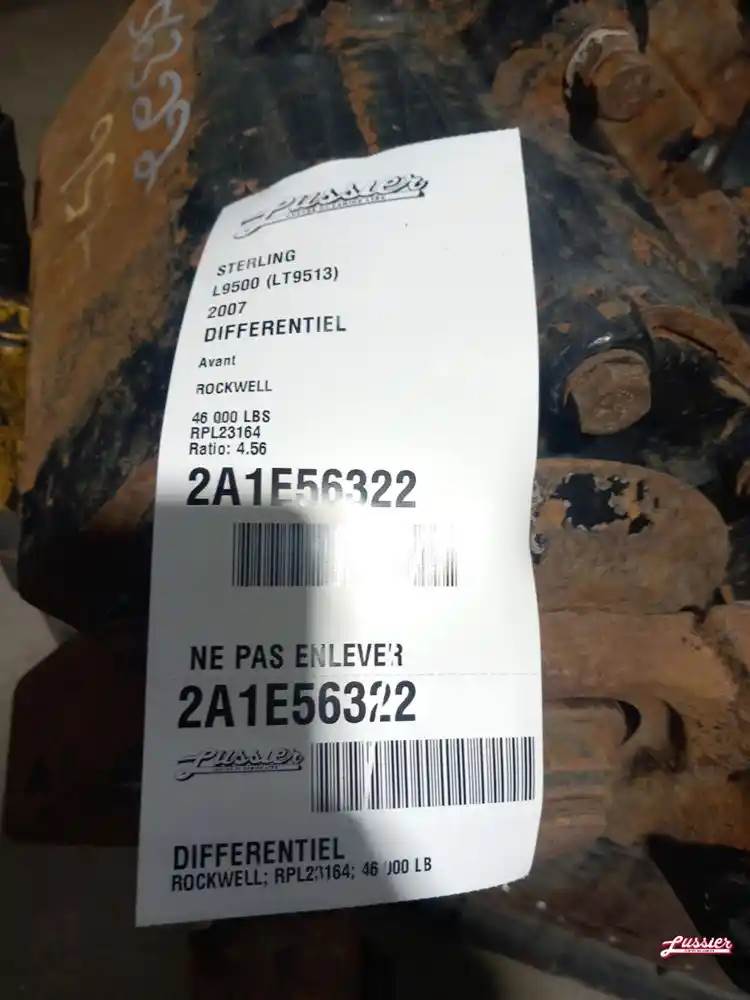 Lussier
STERLING
L9500 (LT9513)
2007
DIFFERENTIEL
Avant
ROCKWELL
46 000 LBS
RPL23164
Ratio: 4.56
2A1E56322
NE PAS ENLEVER
2A1E56322
Lussier
DIFFERENTIEL
ROCKWELL; RPL23164; 46 000 LB
Lussier